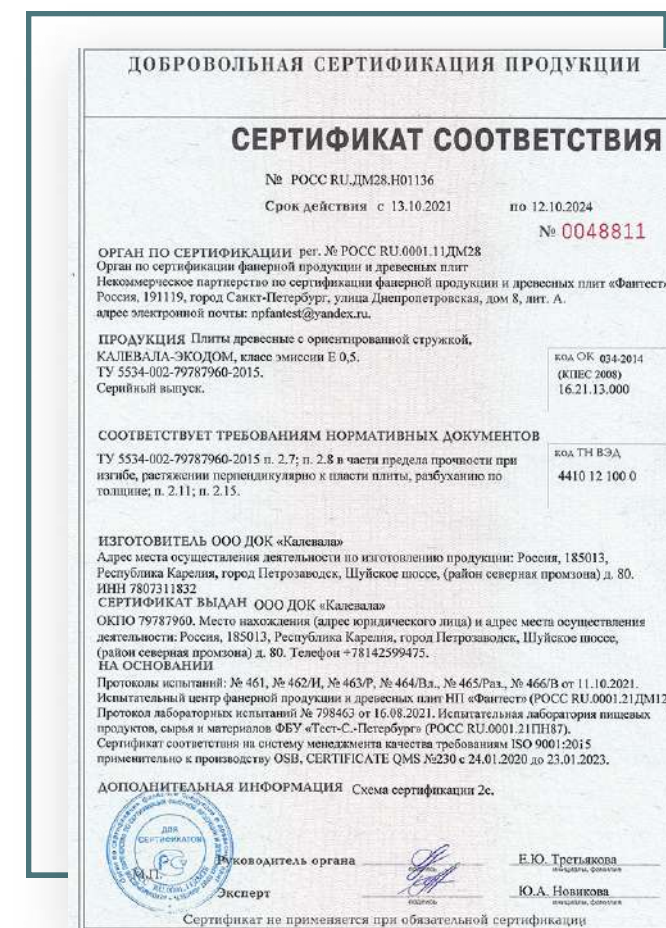 ДОБРОВОЛЬНАЯ СЕРТИФИКАЦИЯ ПРОДУКЦИИ
СЕРТИФИКАТ СООТВЕТСТВИЯ
№ РОСС RU.ДМ28.Н01136
Срок действия с 13.10.2021 по 12.10.2024
№ 0048811
ОРГАН ПО СЕРТИФИКАЦИИ рег. № РОСС RU.0001.11ДМ28
Орган по сертификации фанерной продукции и древесных плит
Некоммерческое партнерство по сертификации фанерной продукции и древесных плит «Фантест»
Россия, 191119, город Санкт-Петербург, улица Днепропетровская, дом 8, лит. А.
адрес электронной почты: npfantest@yandex.ru.
ПРОДУКЦИЯ Плиты древесные с ориентированной стружкой,
КАЛЕВАЛА-ЭКОДОМ, класс эмиссии Е 0,5.
ТУ 5534-002-79787960-2015.
Серийный выпуск.
код ОК 034-2014
(КПЕС 2008)
16.21.13.000
СООТВЕТСТВУЕТ ТРЕБОВАНИЯМ НОРМАТИВНЫХ ДОКУМЕНТОВ
ТУ 5534-002-79787960-2015 п. 2.7; п. 2.8 в части предела прочности при
изгибе, растяжении перпендикулярно к пласти плиты, разбуханию по
толщине; п. 2.11; п. 2.15.
код ТН ВЭД
4410 12 100 0
ИЗГОТОВИТЕЛЬ ООО ДОК «Калевала»
Адрес места осуществления деятельности по изготовлению продукции: Россия, 185013,
Республика Карелия, город Петрозаводск, Шуйское шоссе, (район северная промзона) д. 80.
ИНН 7807311832
СЕРТИФИКАТ ВЫДАН ООО ДОК «Калевала»
ОКПО 79787960. Место нахождения (адрес юридического лица) и адрес места осуществления
деятельности: Россия, 185013, Республика Карелия, город Петрозаводск, Шуйское шоссе,
(район северная промзона) д. 80. Телефон +78142599475.
НА ОСНОВАНИИ
Протоколы испытаний: № 461, № 462/И, № 463/Р, № 464/Вл., № 465/Раз., № 466/В от 11.10.2021.
Испытательный центр фанерной продукции и древесных плит НП «Фантест» (РОСС RU.0001.21ДМ12
Протокол лабораторных испытаний № 798463 от 16.08.2021. Испытательная лаборатория пищевых
продуктов, сырья и материалов ФБУ «Тест-С.-Петербург» (РОСС RU.0001.21ПН87).
Сертификат соответствия на систему менеджмента качества требованиям ISO 9001:2015
применительно к производству OSB, CERTIFICATE QMS №230 с 24.01.2020 до 23.01.2023.
ДОПОЛНИТЕЛЬНАЯ ИНФОРМАЦИЯ Схема сертификации 2с.
ДЛЯ
СЕРТИФИКАТОВ
М.П.
Руководитель органа
подпись
Е.Ю. Третьякова
инициалы, фамилия
Эксперт
подпись
Ю.А. Новикова
инициалы, фамилия
Сертификат не применяется при обязательной сертификации